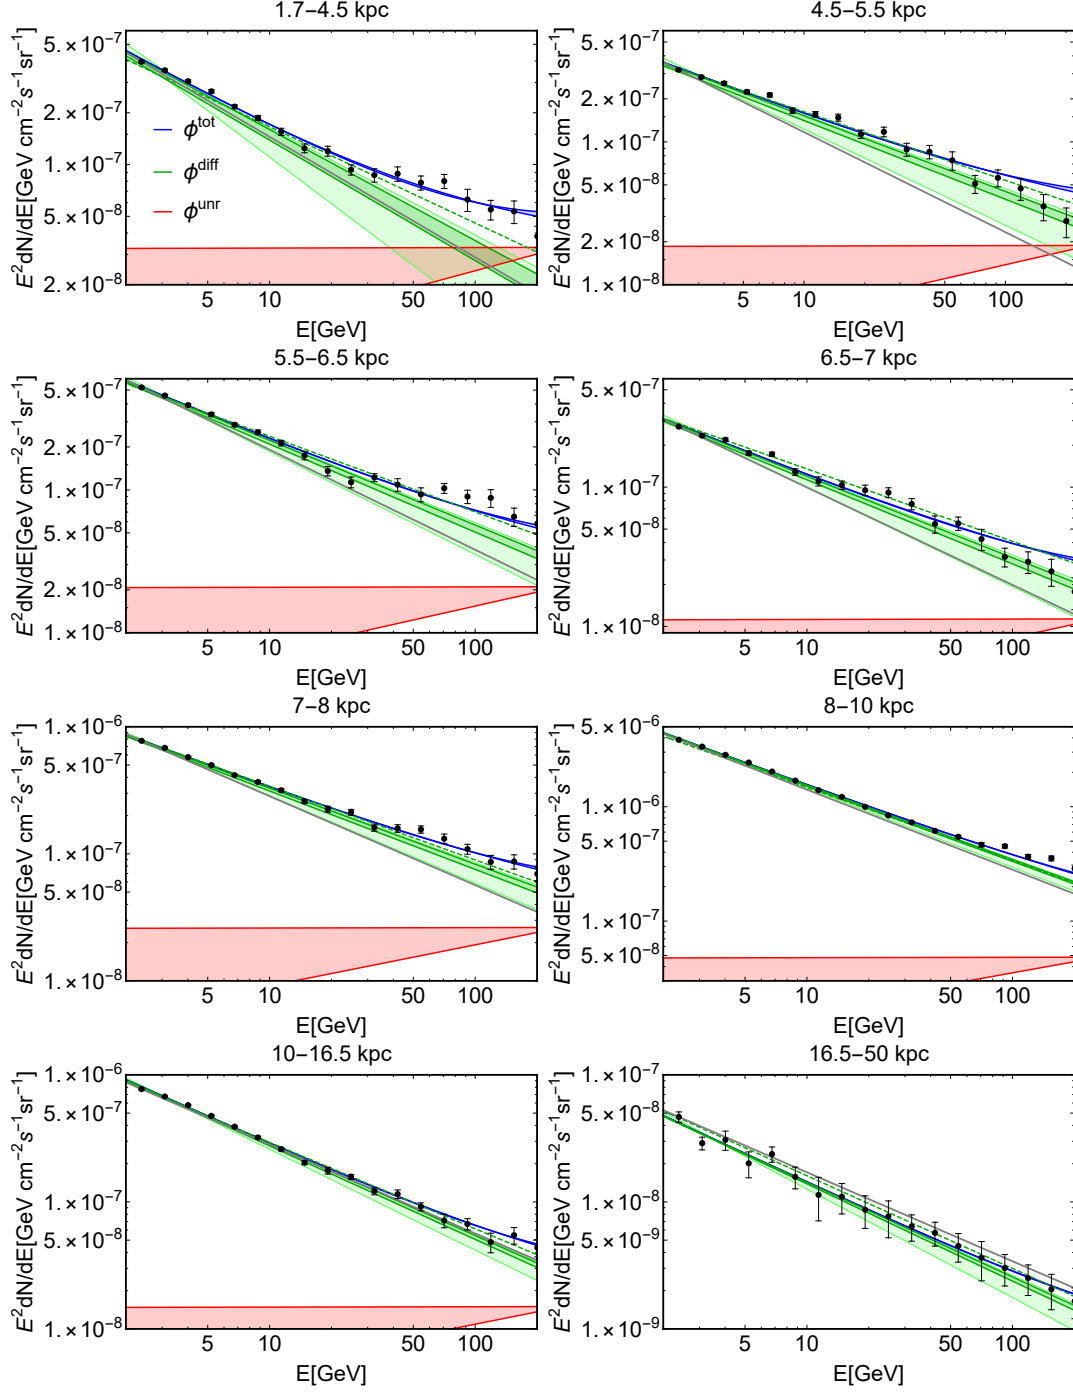 1.7–4.5 kpc
E²dN/dE[GeV cm⁻²s⁻¹sr⁻¹]
5.×10⁻⁷
2.×10⁻⁷
1.×10⁻⁷
5.×10⁻⁸
2.×10⁻⁸
ϕ^tot
ϕ^diff
ϕ^unr
5 10 50 100
E[GeV]
4.5–5.5 kpc
E²dN/dE[GeV cm⁻²s⁻¹sr⁻¹]
5.×10⁻⁷
2.×10⁻⁷
1.×10⁻⁷
5.×10⁻⁸
2.×10⁻⁸
1.×10⁻⁸
5 10 50 100
E[GeV]
5.5–6.5 kpc
E²dN/dE[GeV cm⁻²s⁻¹sr⁻¹]
5.×10⁻⁷
2.×10⁻⁷
1.×10⁻⁷
5.×10⁻⁸
2.×10⁻⁸
1.×10⁻⁸
5 10 50 100
E[GeV]
6.5–7 kpc
E²dN/dE[GeV cm⁻²s⁻¹sr⁻¹]
5.×10⁻⁷
1.×10⁻⁷
5.×10⁻⁸
1.×10⁻⁸
5 10 50 100
E[GeV]
7–8 kpc
E²dN/dE[GeV cm⁻²s⁻¹sr⁻¹]
1.×10⁻⁶
5.×10⁻⁷
1.×10⁻⁷
5.×10⁻⁸
1.×10⁻⁸
5 10 50 100
E[GeV]
8–10 kpc
E²dN/dE[GeV cm⁻²s⁻¹sr⁻¹]
5.×10⁻⁶
1.×10⁻⁶
5.×10⁻⁷
1.×10⁻⁷
5.×10⁻⁸
5 10 50 100
E[GeV]
10–16.5 kpc
E²dN/dE[GeV cm⁻²s⁻¹sr⁻¹]
1.×10⁻⁶
5.×10⁻⁷
1.×10⁻⁷
5.×10⁻⁸
1.×10⁻⁸
5 10 50 100
E[GeV]
16.5–50 kpc
E²dN/dE[GeV cm⁻²s⁻¹sr⁻¹]
1.×10⁻⁷
5.×10⁻⁸
1.×10⁻⁸
5.×10⁻⁹
1.×10⁻⁹
5 10 50 100
E[GeV]